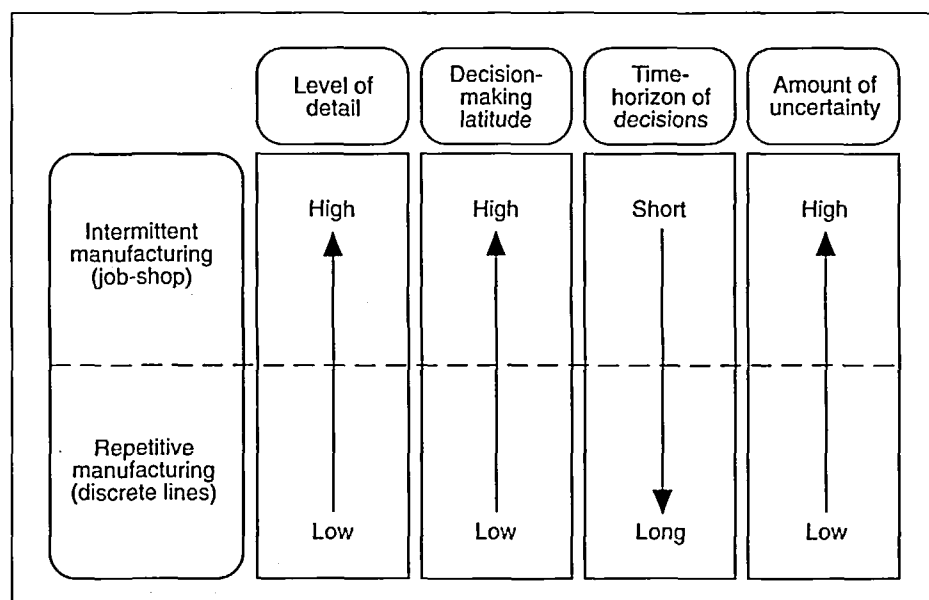 Level of
detail
Decision-
making
latitude
Time-
horizon of
decisions
Amount of
uncertainty
Intermittent
manufacturing
(job-shop)
High
High
Short
High
Repetitive
manufacturing
(discrete lines)
Low
Low
Long
Low